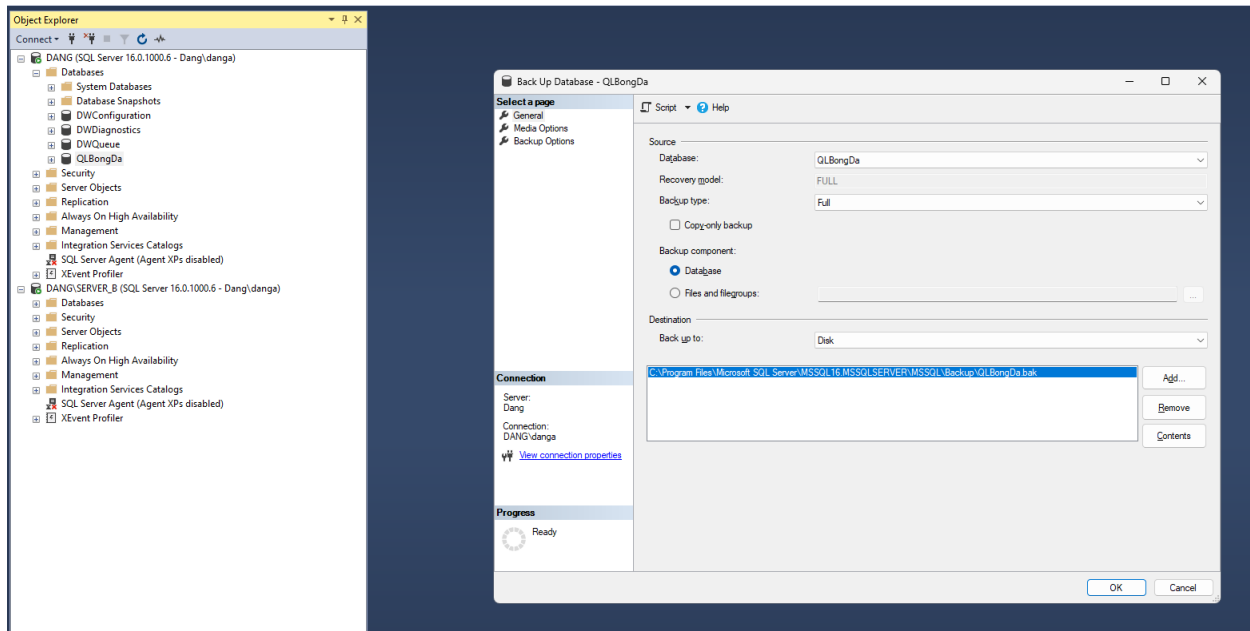 Object Explorer
Connect
DANG (SQL Server 16.0.1000.6 - Dang\danga)
Databases
System Databases
Database Snapshots
DWConfiguration
DWDiagnostics
DWQueue
QLBongDa
Security
Server Objects
Replication
Always On High Availability
Management
Integration Services Catalogs
SQL Server Agent (Agent XPs disabled)
XEvent Profiler
DANG\SERVER_B (SQL Server 16.0.1000.6 - Dang\danga)
Databases
Security
Server Objects
Replication
Always On High Availability
Management
Integration Services Catalogs
SQL Server Agent (Agent XPs disabled)
XEvent Profiler
Back Up Database - QLBongDa
Select a page
General
Media Options
Backup Options
Connection
Server:
Dang
Connection:
DANG\danga
View connection properties
Progress
Ready
Script Help
Source
Database: QLBongDa
Recovery model: FULL
Backup type: Full
Copy-only backup
Backup component:
Database
Files and filegroups: ...
Destination
Back up to: Disk
C:\Program Files\Microsoft SQL Server\MSSQL16.MSSQLSERVER\MSSQL\Backup\QLBongDa.bak
Add...
Remove
Contents
OK Cancel